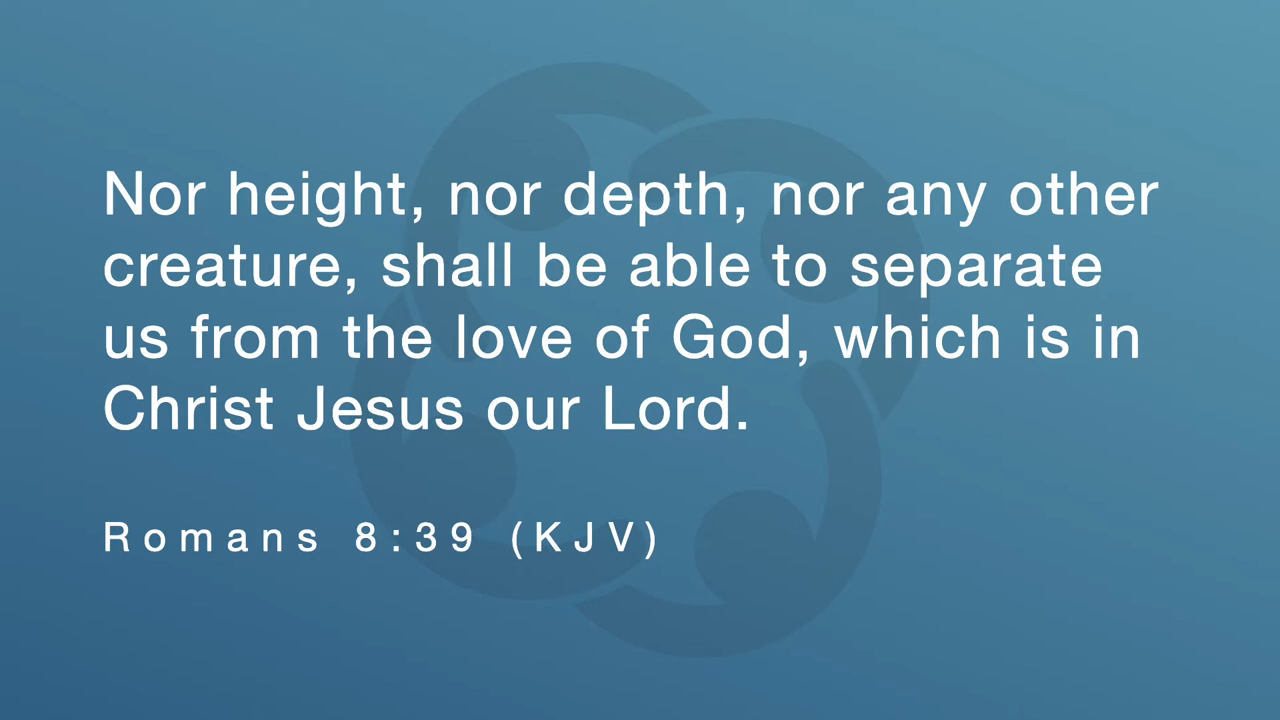 Nor height, nor depth, nor any other
creature, shall be able to separate
us from the love of God, which is in
Christ Jesus our Lord.
Romans 8:39 (KJV)